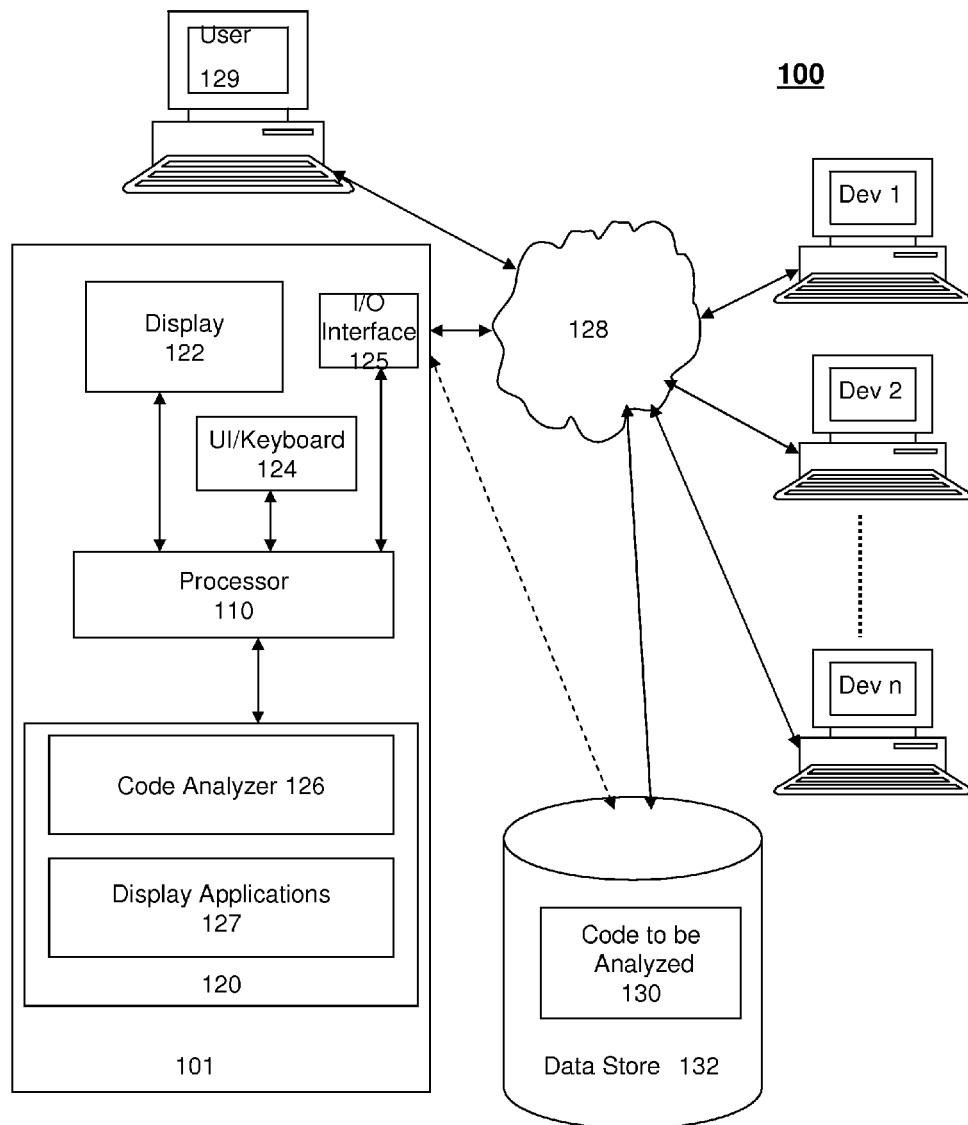 User
129
100
Dev 1
Display
122
I/O
Interface
125
128
Dev 2
UI/Keyboard
124
Processor
110
Dev n
Code Analyzer 126
Display Applications
127
120
101
Code to be
Analyzed
130
Data Store 132